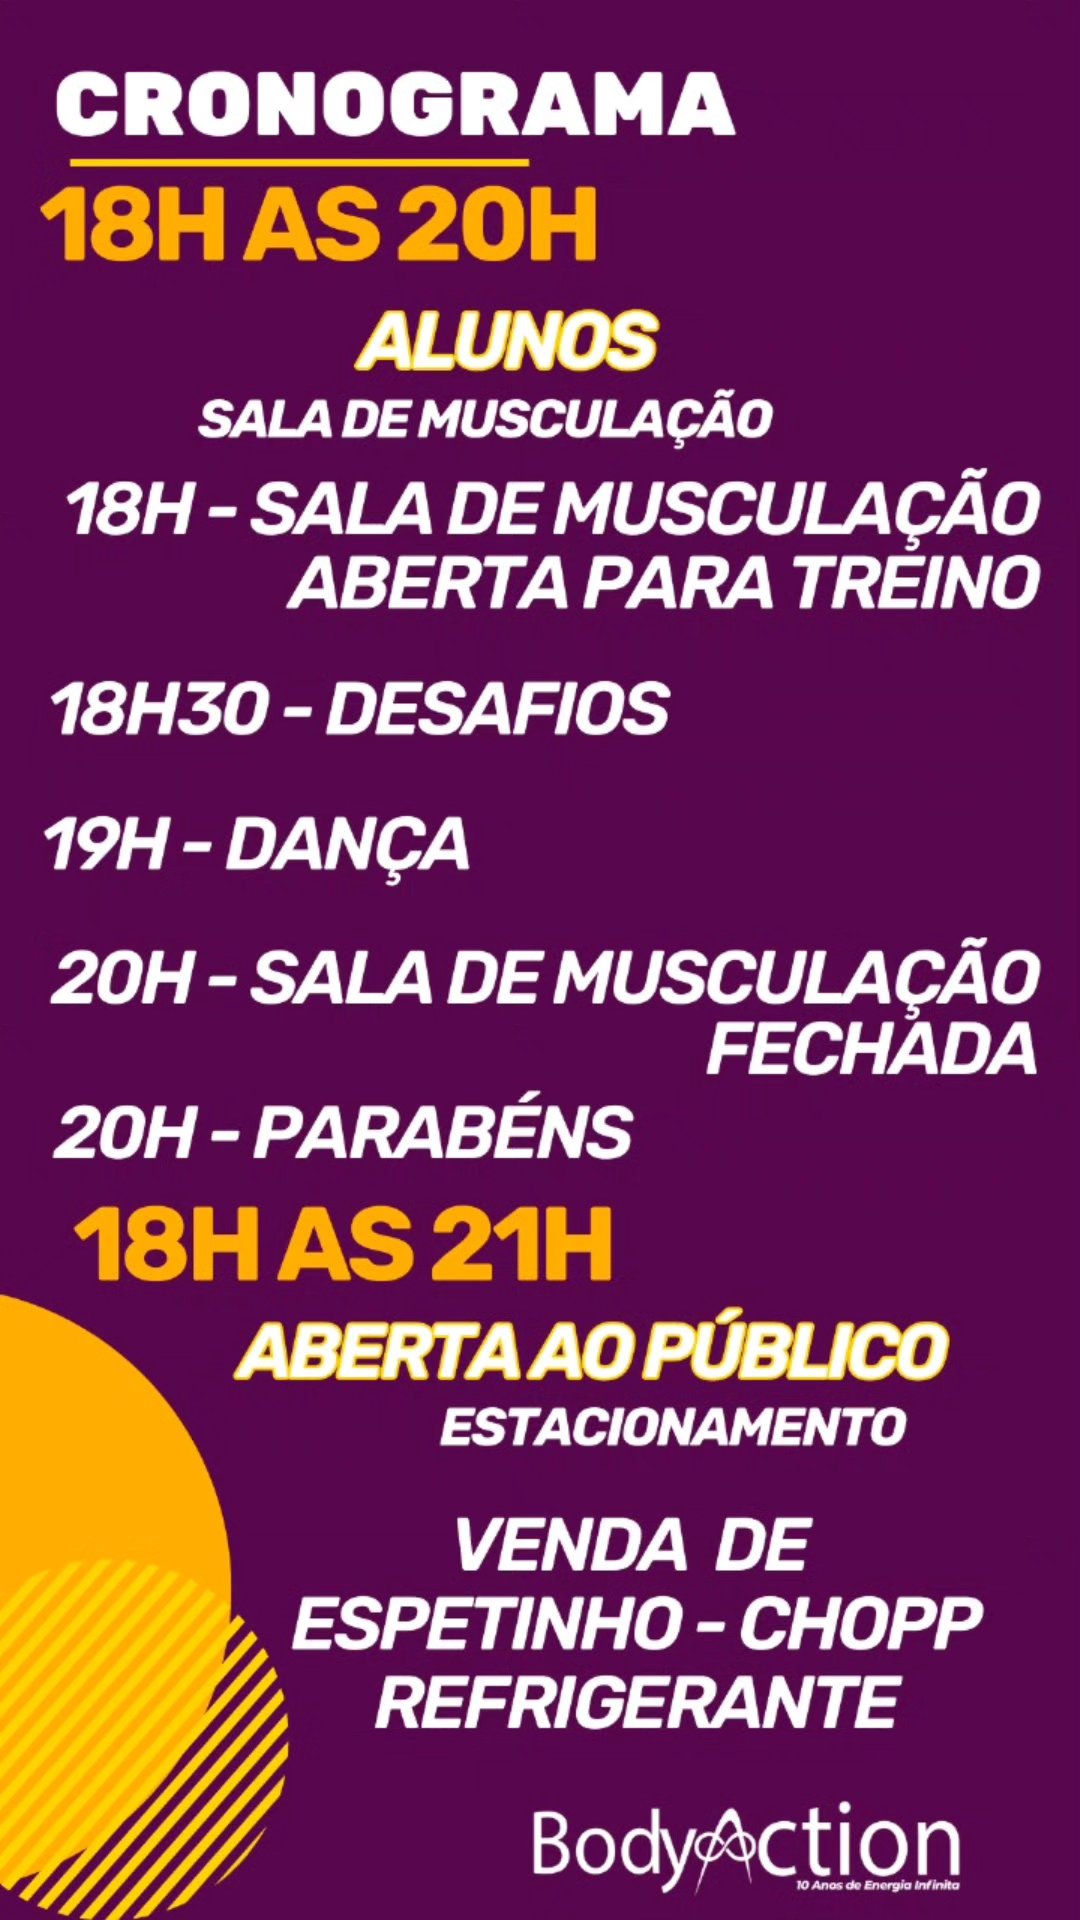 CRONOGRAMA
18H AS 20H
ALUNOS
SALA DE MUSCULAÇÃO
18H - SALA DE MUSCULAÇÃO
ABERTA PARA TREINO
18H30 - DESAFIOS
19H - DANÇA
20H - SALA DE MUSCULAÇÃO
FECHADA
20H - PARABÉNS
18H AS 21H
ABERTA AO PÚBLICO
ESTACIONAMENTO
VENDA DE
ESPETINHO - CHOPP
REFRIGERANTE
BodyAction
10 Anos de Energia Infinita